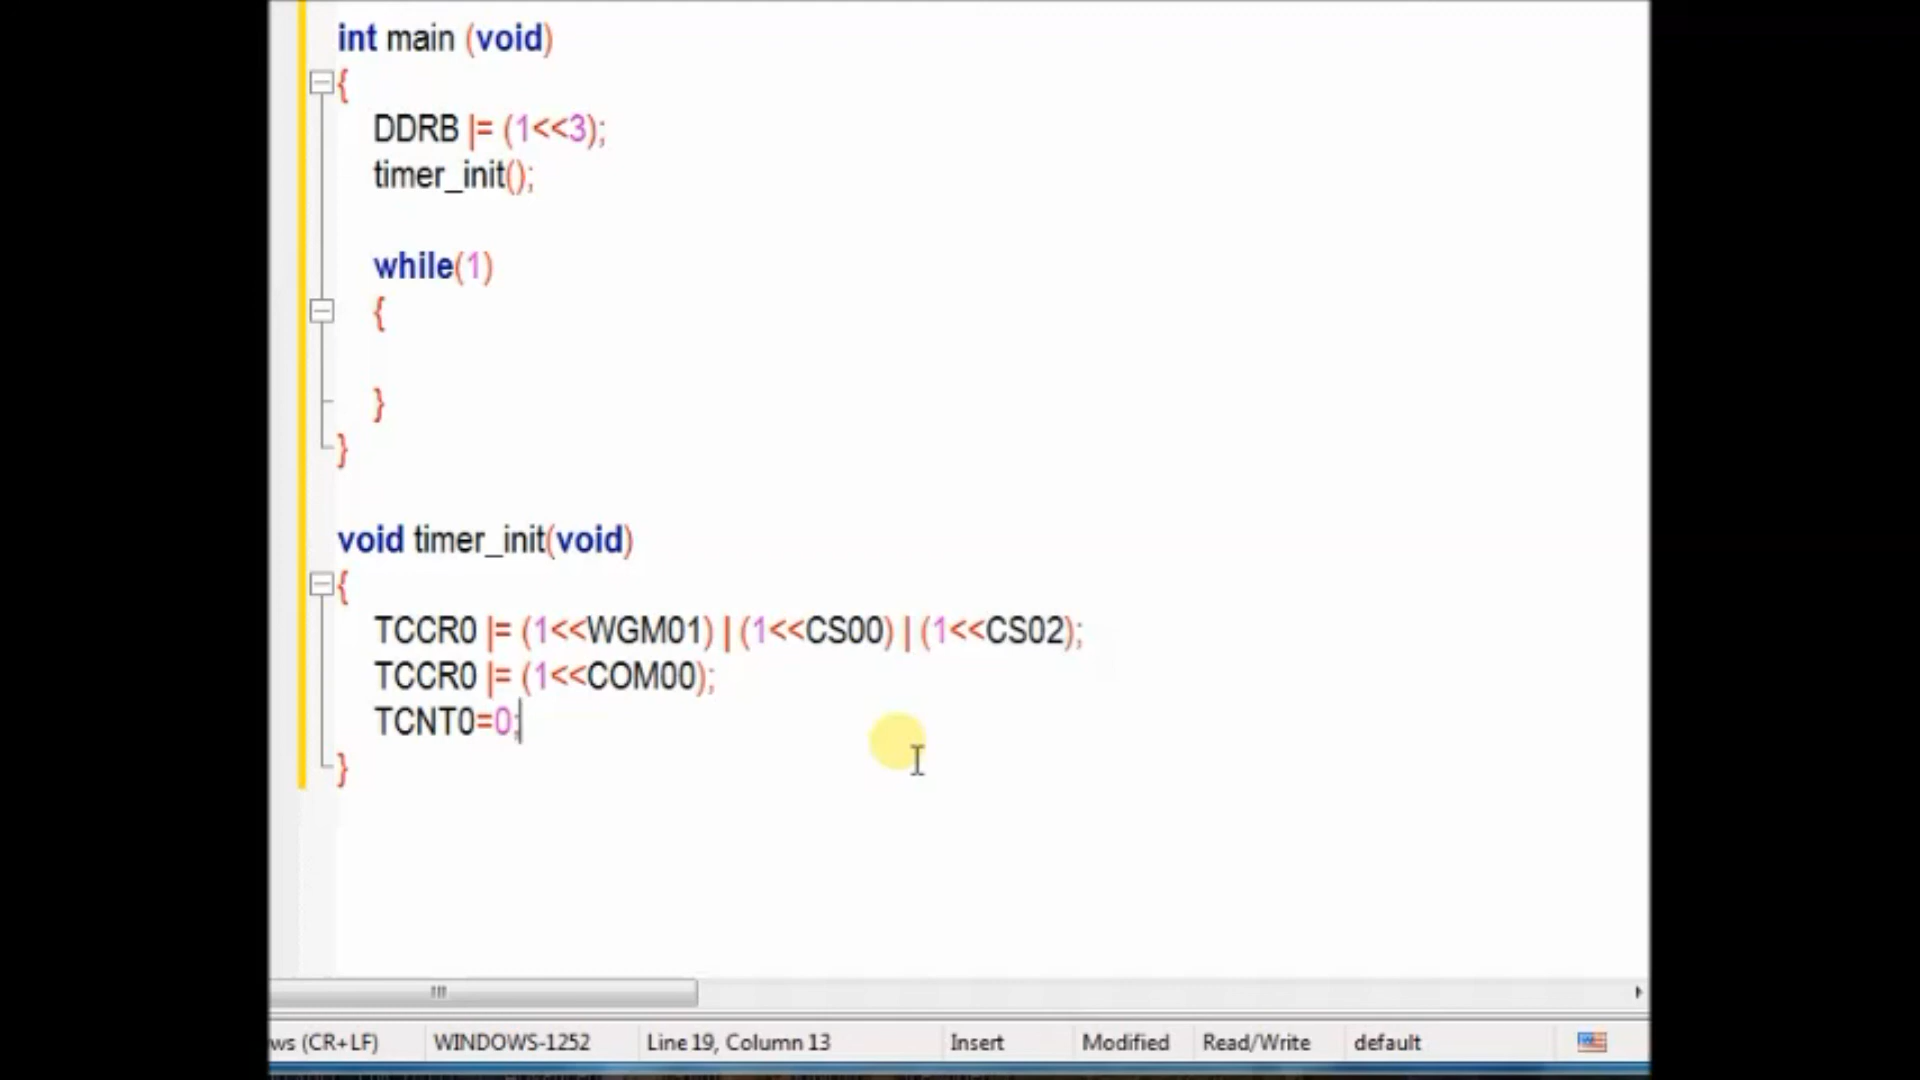 int main (void)
{
DDRB |= (1<<3);
timer_init();
while(1)
{
}
}
void timer_init(void)
{
TCCR0 |= (1<<WGM01) | (1<<CS00) | (1<<CS02);
TCCR0 |= (1<<COM00);
TCNT0=0;
}
ws (CR+LF) WINDOWS-1252 Line 19, Column 13 Insert Modified Read/Write default